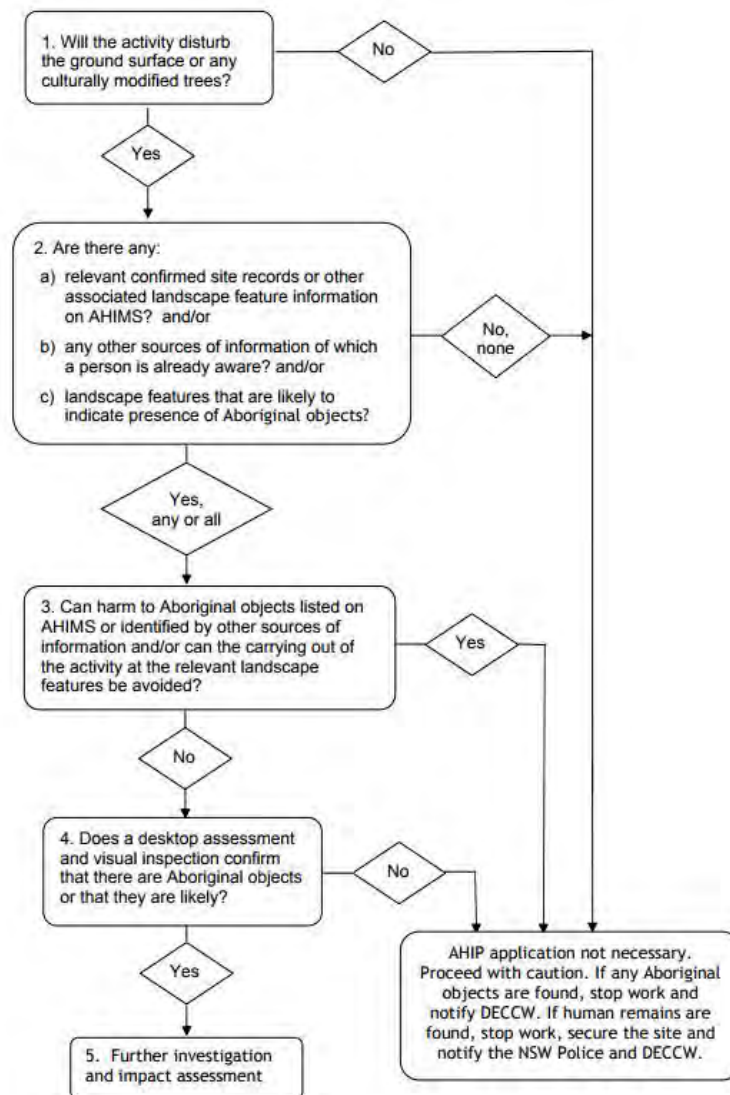 1. Will the activity disturb
the ground surface or any
culturally modified trees?
No
Yes
2. Are there any:
a) relevant confirmed site records or other
associated landscape feature information
on AHIMS? and/or
b) any other sources of information of which
a person is already aware? and/or
c) landscape features that are likely to
indicate presence of Aboriginal objects?
No,
none
Yes,
any or all
3. Can harm to Aboriginal objects listed on
AHIMS or identified by other sources of
information and/or can the carrying out of
the activity at the relevant landscape
features be avoided?
Yes
No
4. Does a desktop assessment
and visual inspection confirm
that there are Aboriginal objects
or that they are likely?
No
Yes
AHIP application not necessary.
Proceed with caution. If any Aboriginal
objects are found, stop work and
notify DECCW. If human remains are
found, stop work, secure the site and
notify the NSW Police and DECCW.
5. Further investigation
and impact assessment